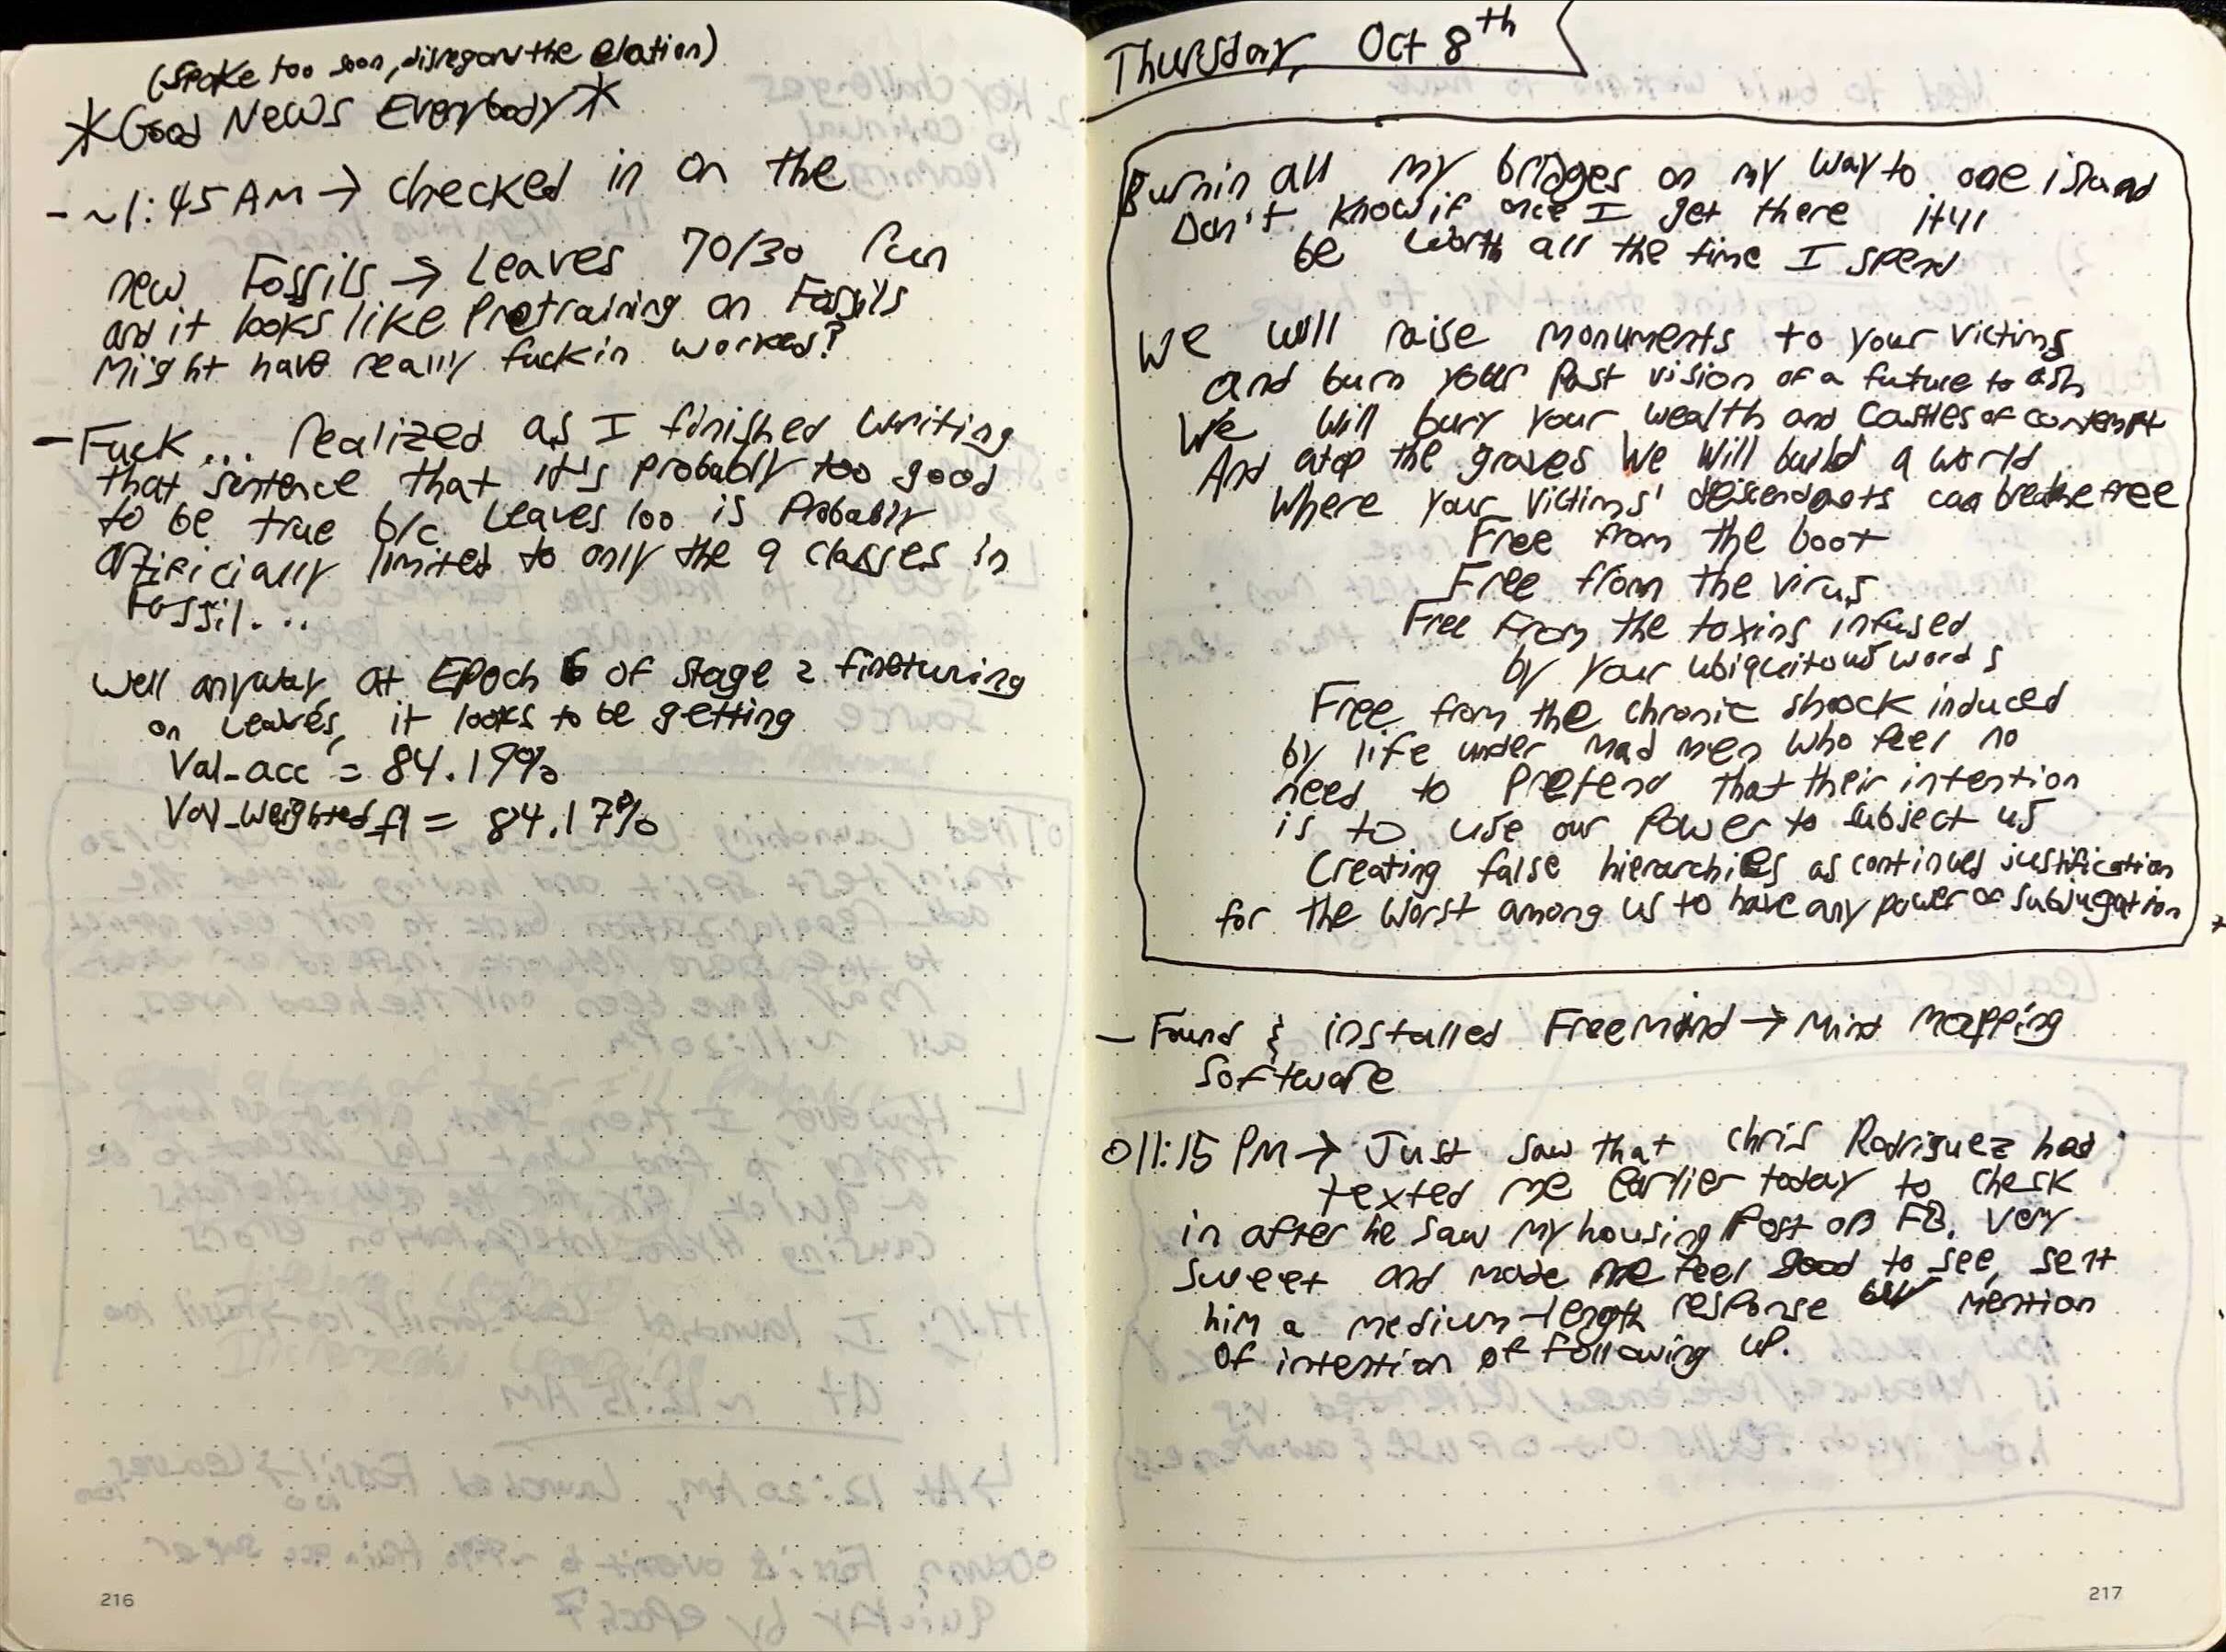 (spoke too soon, disregard the elation)
*Good News Everybody*
- ~1:45 AM → checked in on the
new Fossils → Leaves 70/30 run
and it looks like Pretraining on Fossils
Might have really fuckin worked?
- Fuck... realized as I finished writing
that sentence that it's probably too good
to be true b/c Leaves 100 is Probably
artificially limited to only the 9 classes in
Fossil...
Well anyway, at Epoch 6 of stage 2 finetuning
on Leaves, it looks to be getting
Val_acc = 84.19%
Val_weighted_f1 = 84.17%
216
Thursday, Oct 8th
Burnin all my bridges on my way to one island
Don't know if once I get there it'll
be worth all the time I spend
We will raise monuments to your victims
and burn your past vision of a future to ash
We will bury your wealth and castles of contempt
And atop the graves we will build a world
Where your victims' descendants can breathe free
Free from the boot
Free from the virus
Free From the toxins infused
by your ubiquitous words
Free from the chronic shock induced
by life under mad men who feel no
need to Pretend that their intention
is to use our Power to subject us
Creating false hierarchies as continued justification
for the worst among us to have any power of subjugation
- Found & installed FreeMind → Mind mapping
Software
o 11:15 PM → Just saw that Chris Rodriguez had
texted me earlier today to check
in after he saw my housing Post on FB. Very
sweet and made me feel good to see, sent
him a medium-length response w/ mention
Of intention of following up.
217